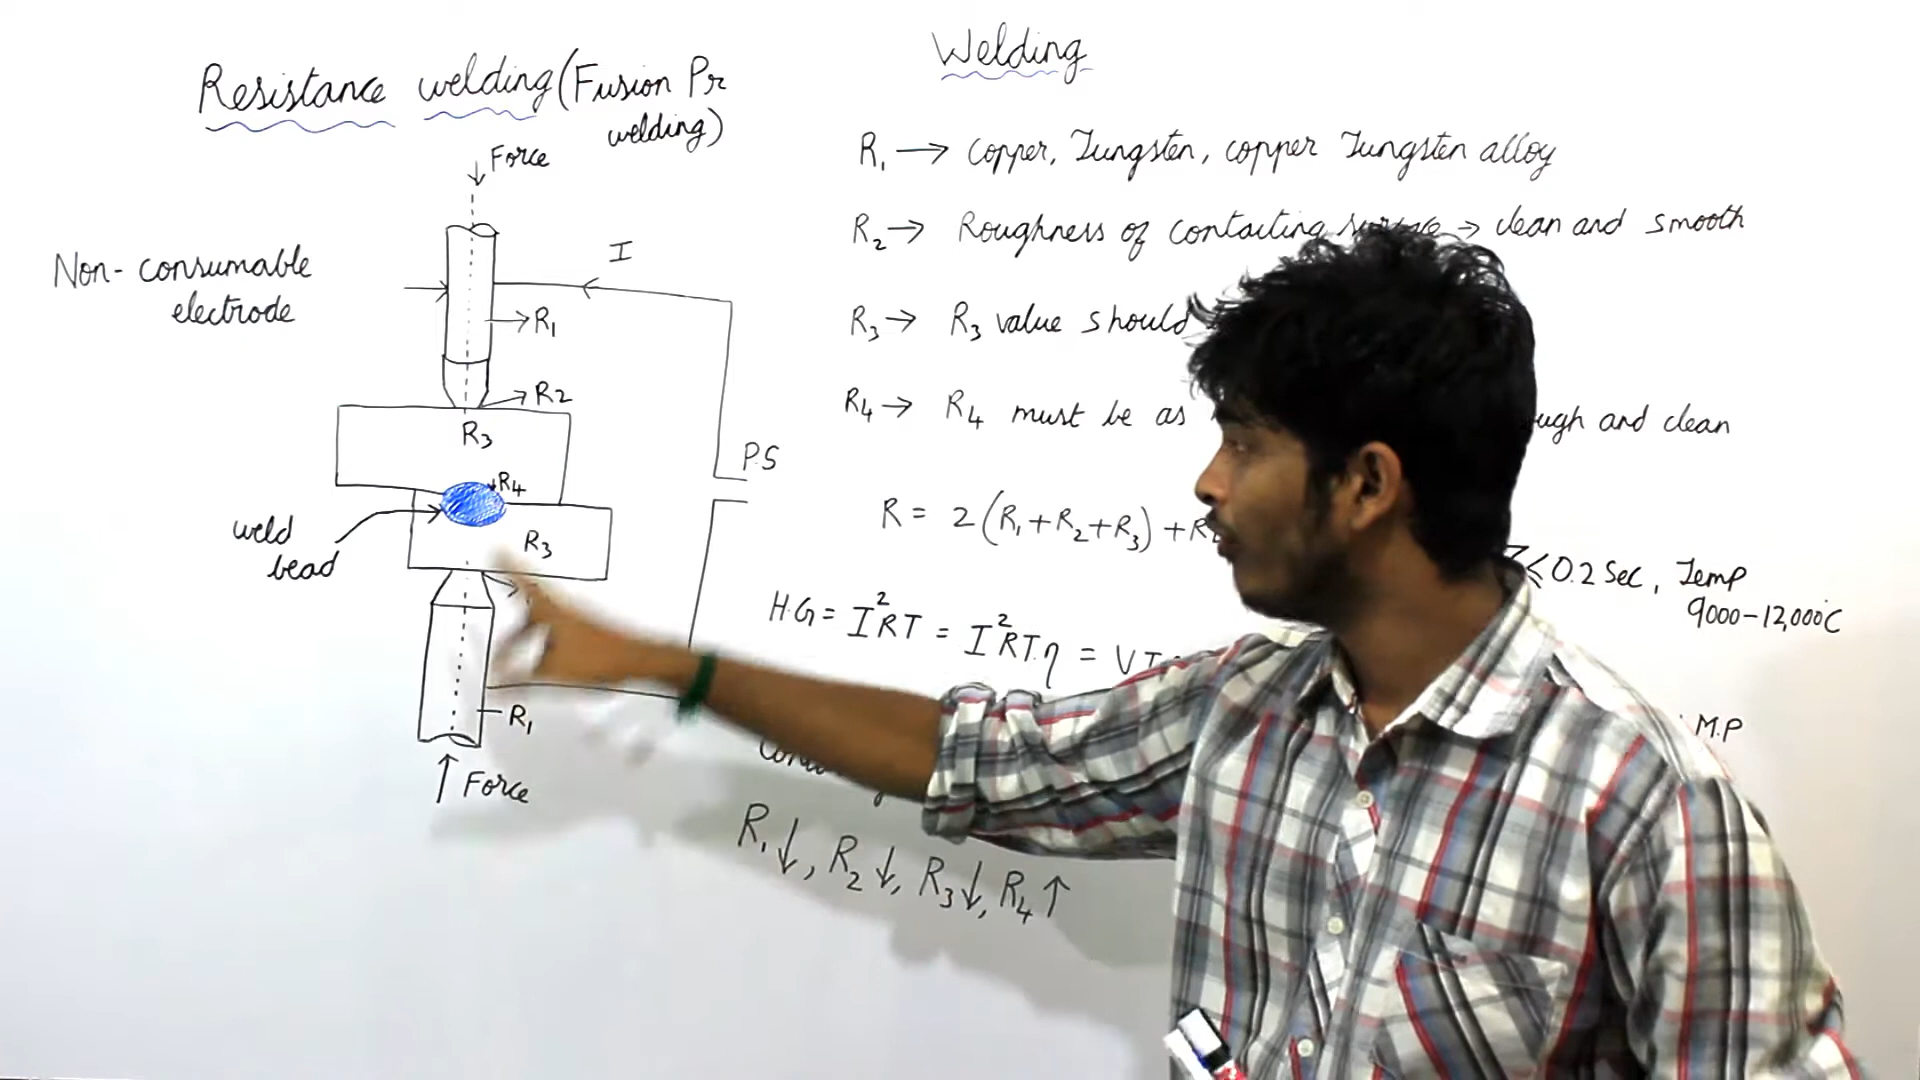 Welding
Resistance welding (Fusion Pr
welding)
↓ Force
Non-consumable
electrode
I
→ R1
→ R2
R3
R4
P.S
weld
bead
R3
R1
↑ Force
R1 → Copper, Tungsten, copper Tungsten alloy
R2 → Roughness of contacting → clean and smooth
R3 → R3 value should
R4 → R4 must be as and clean
R = 2(R1+R2+R3)+R
≤0.2 Sec, Temp
9000-12,000°C
H.G = I²RT = I²RT.η = V
M.P
R1↓, R2↓, R3↓, R4↑